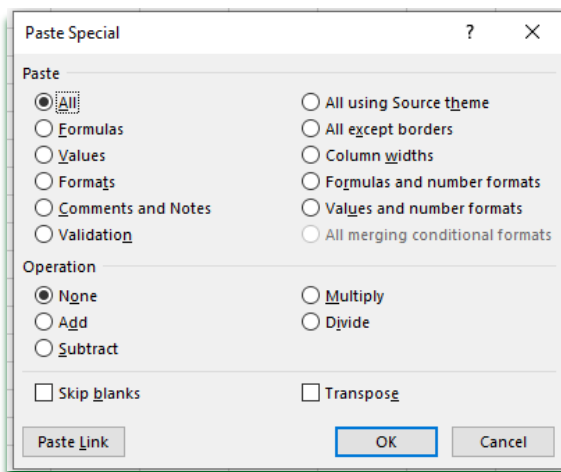 Paste Special ? ×
Paste
All
Formulas
Values
Formats
Comments and Notes
Validation
All using Source theme
All except borders
Column widths
Formulas and number formats
Values and number formats
All merging conditional formats
Operation
None
Add
Subtract
Multiply
Divide
Skip blanks
Transpose
Paste Link
OK
Cancel